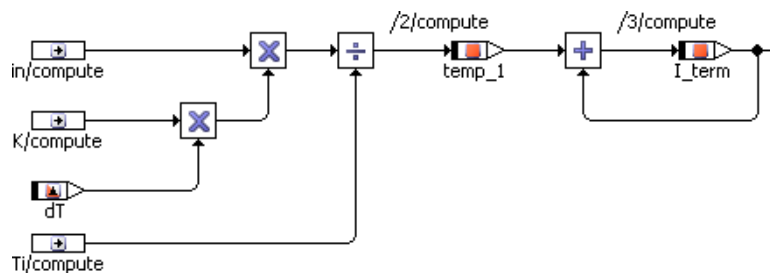 /2/compute
/3/compute
in/compute
temp_1
I_term
K/compute
dT
Ti/compute